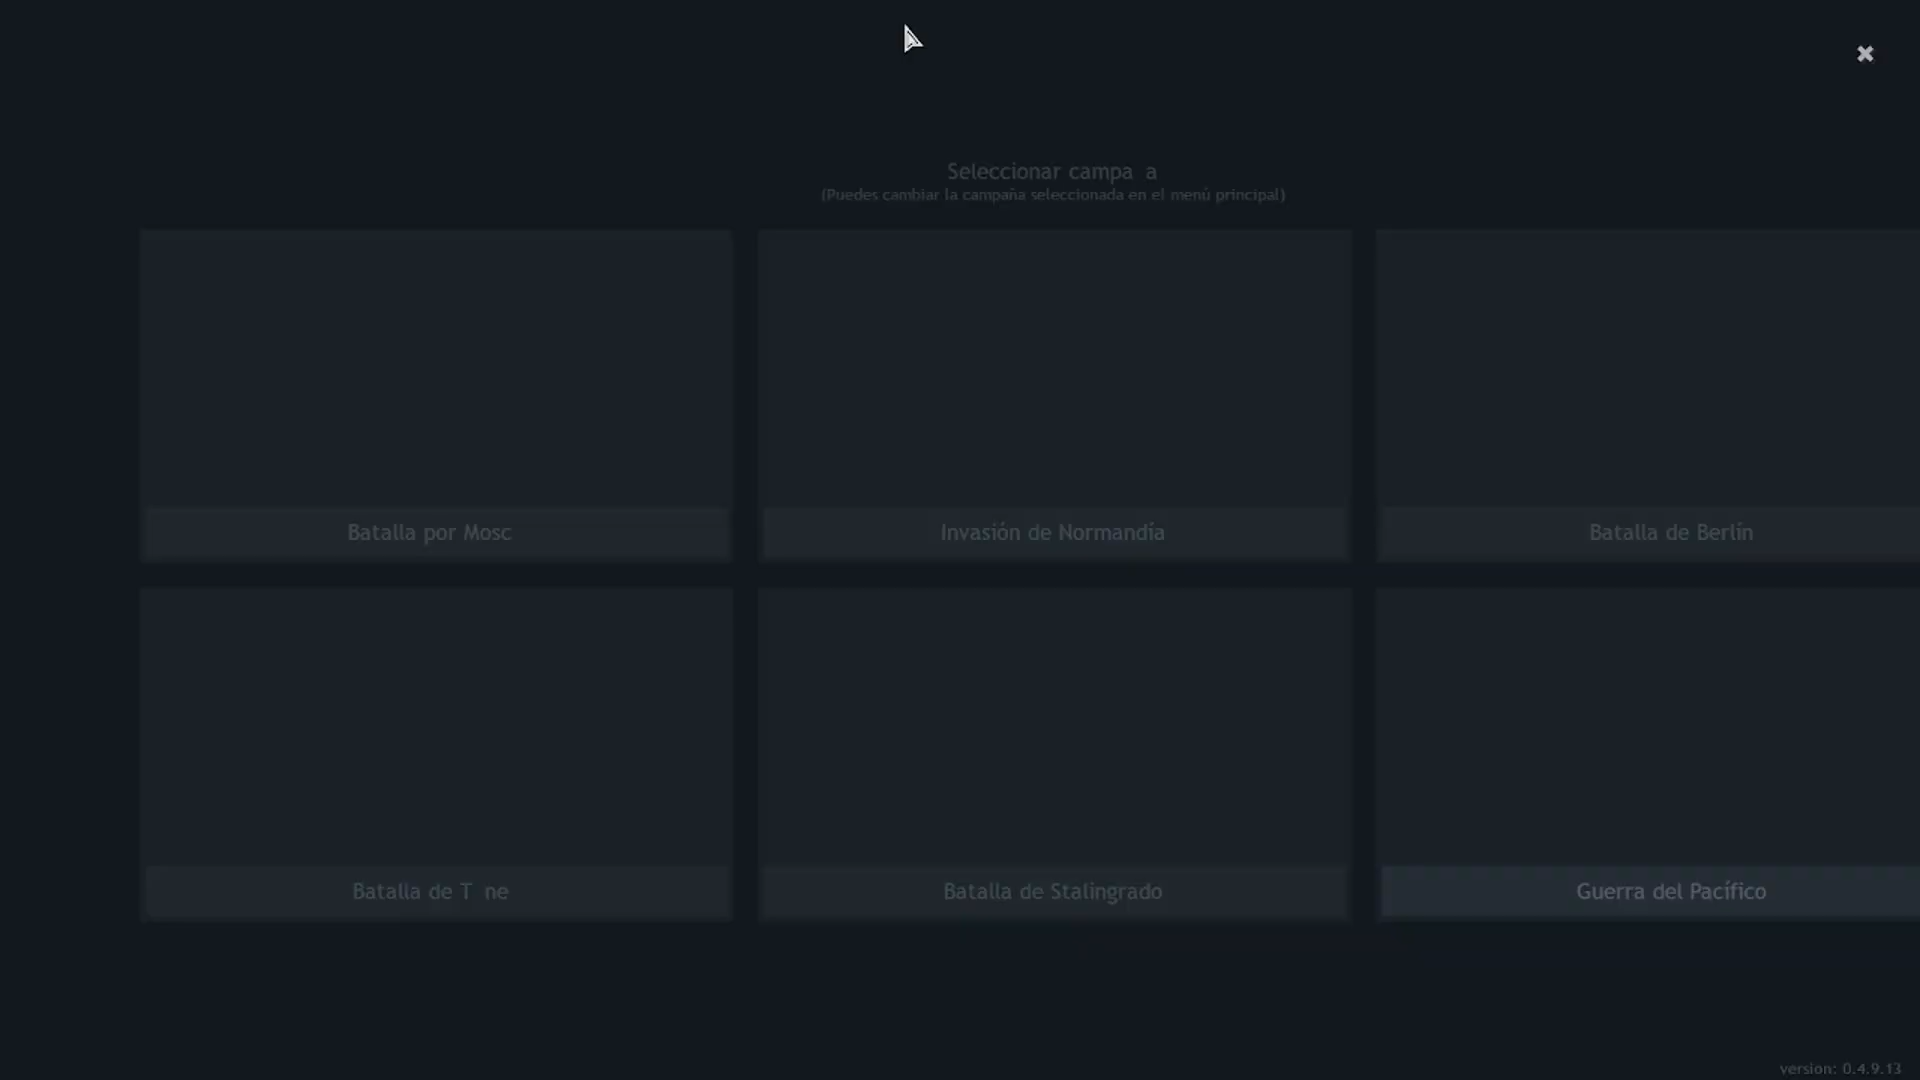 Seleccionar campa a
(Puedes cambiar la campaña seleccionada en el menú principal)
Batalla por Mosc
Invasión de Normandía
Batalla de Berlín
Batalla de T ne
Batalla de Stalingrado
Guerra del Pacífico
version: 0.4.9.13